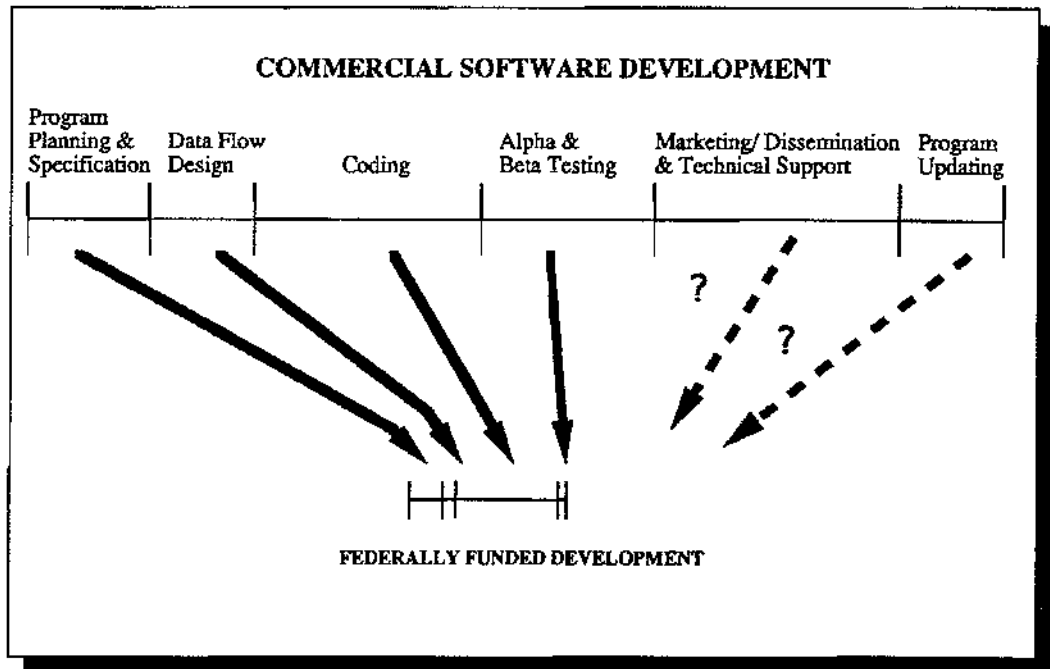 COMMERCIAL SOFTWARE DEVELOPMENT
Program
Planning &
Specification
Data Flow
Design
Coding
Alpha &
Beta Testing
Marketing/ Dissemination
& Technical Support
Program
Updating
?
?
FEDERALLY FUNDED DEVELOPMENT